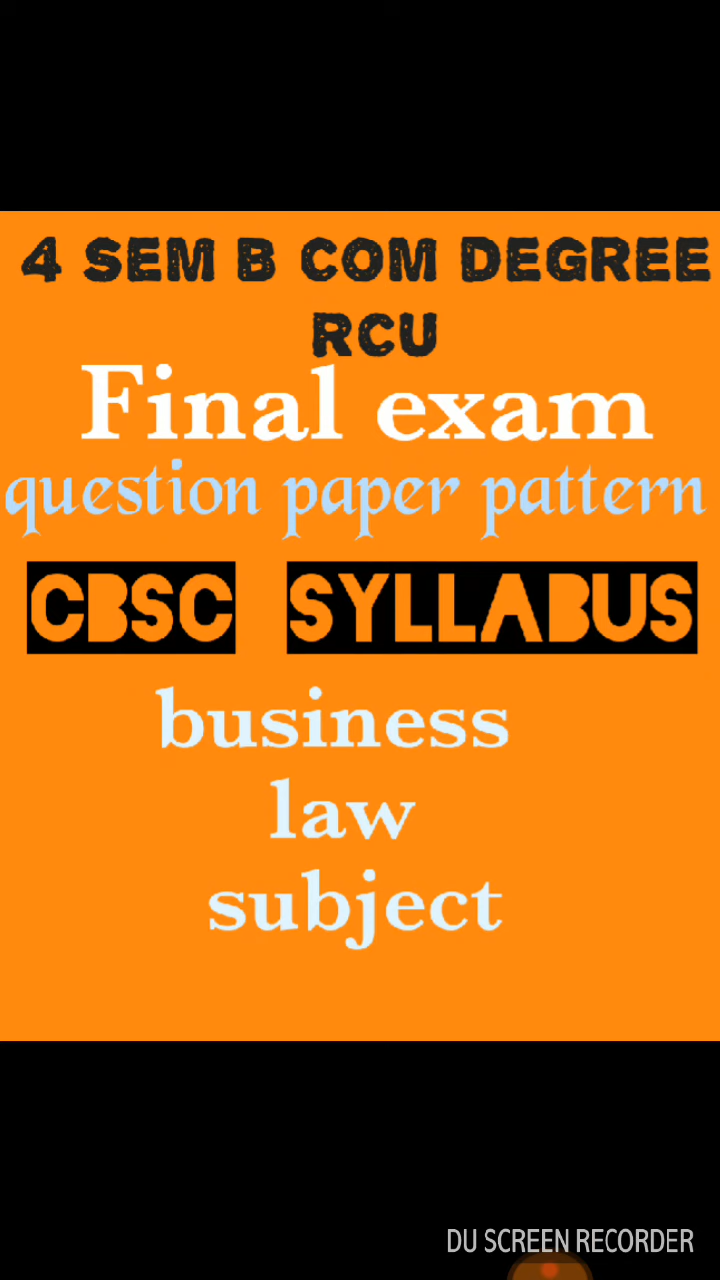 4 SEM B COM DEGREE
RCU
Final exam
question paper pattern
CBSC SYLLABUS
business
law
subject
DU SCREEN RECORDER